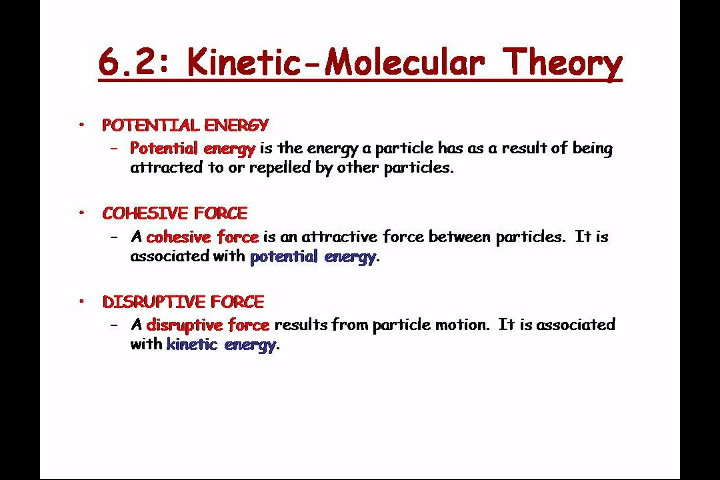 6.2: Kinetic-Molecular Theory
• POTENTIAL ENERGY
– Potential energy is the energy a particle has as a result of being
attracted to or repelled by other particles.
• COHESIVE FORCE
– A cohesive force is an attractive force between particles. It is
associated with potential energy.
• DISRUPTIVE FORCE
– A disruptive force results from particle motion. It is associated
with kinetic energy.